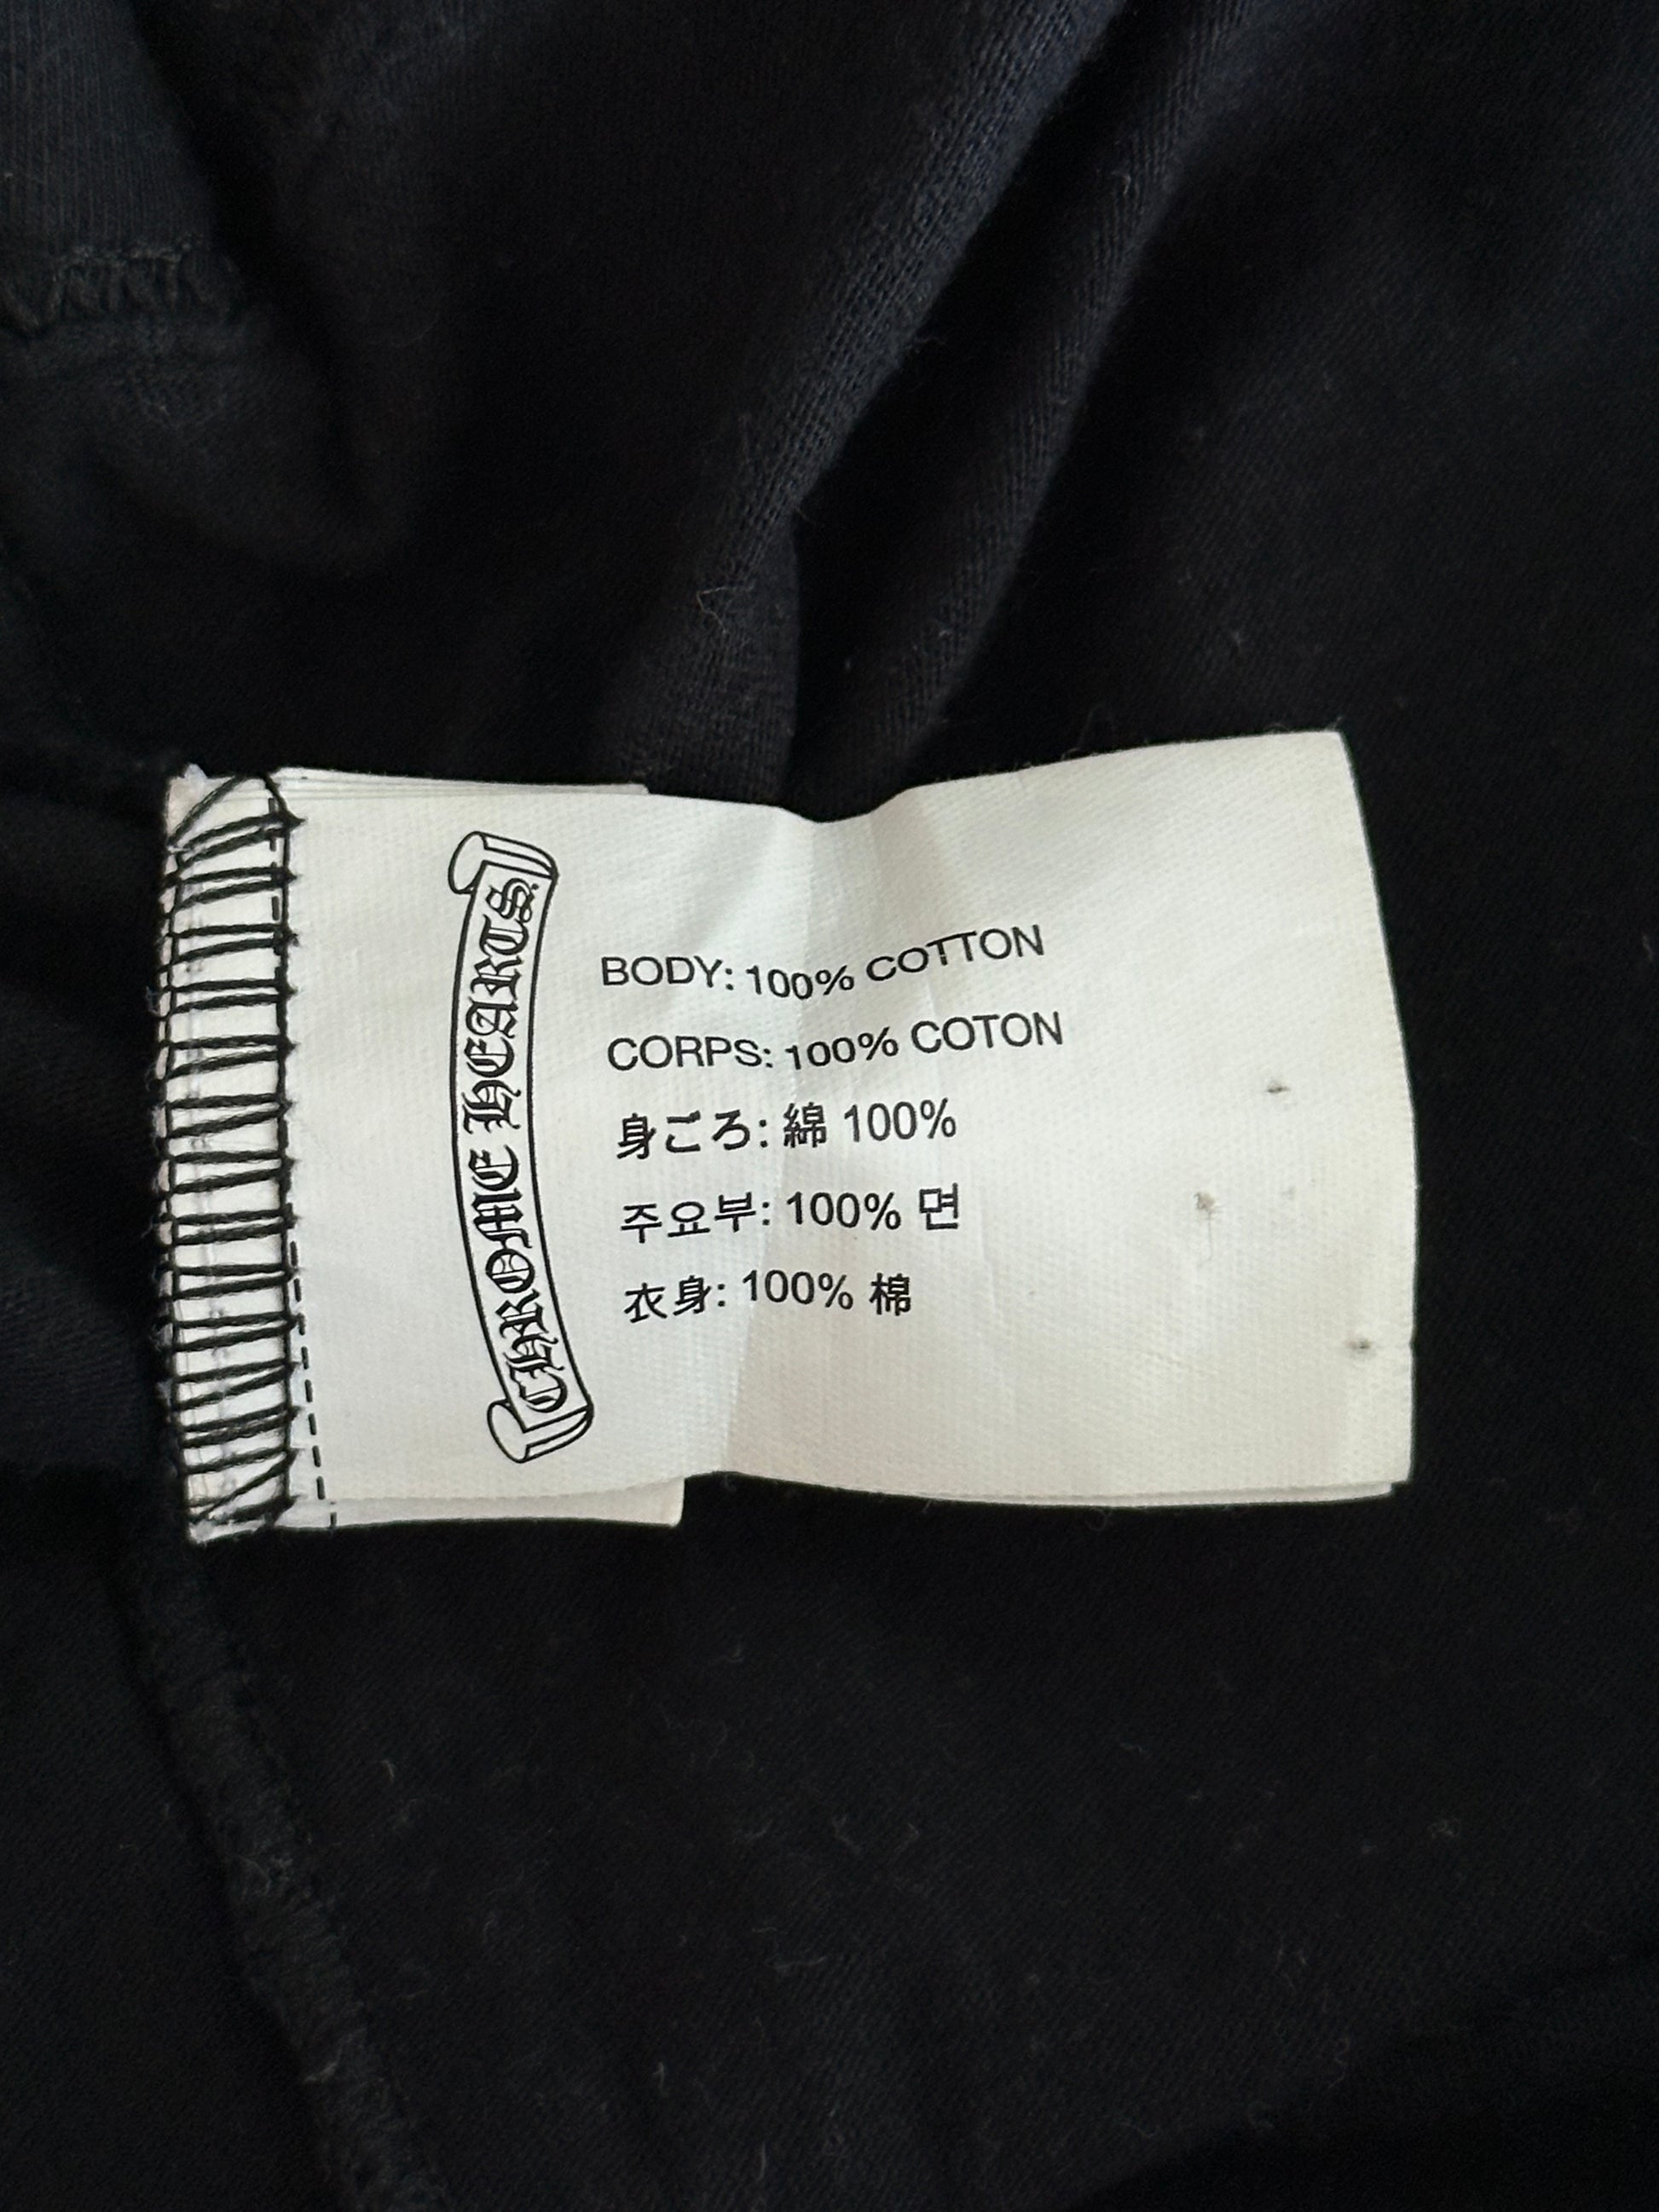 CHROME HEARTS
BODY: 100% COTTON
CORPS: 100% COTON
身ごろ: 綿 100%
주요부: 100% 면
衣身: 100% 棉